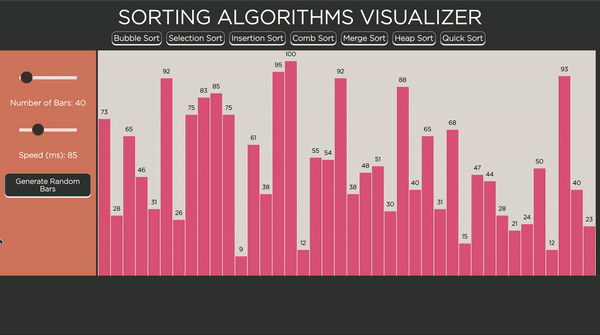 SORTING ALGORITHMS VISUALIZER
Bubble Sort Selection Sort Insertion Sort Comb Sort Merge Sort Heap Sort Quick Sort
Number of Bars: 40
Speed (ms): 85
Generate Random
Bars
73 28 65 46 31 92 26 75 83 85 75 9 61 38 95 100 12 55 54 92 38 48 51 30 88 40 65 31 68 15 47 44 28 21 24 50 12 93 40 23